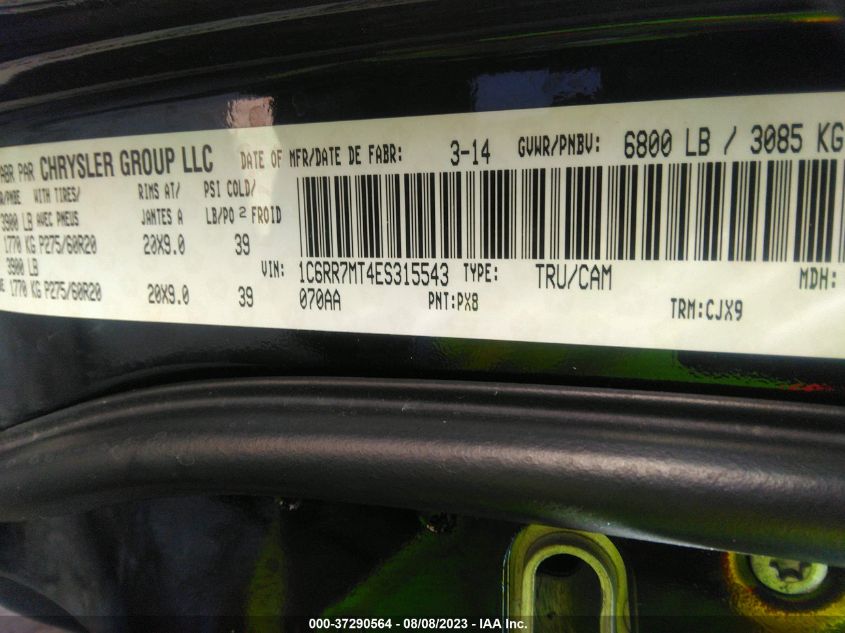 ABR PAR CHRYSLER GROUP LLC DATE OF MFR/DATE DE FABR: 3-14 GVWR/PNBV: 6800 LB / 3085 KG
WITH TIRES/ RIMS AT/ PSI COLD/
3900 LB AVEC PNEUS JANTES A LB/PO 2 FROID
1770 KG P275/60R20 20X9.0 39
3900 LB VIN: 1C6RR7MT4ES315543 TYPE: TRU/CAM MDH:
1770 KG P275/60R20 20X9.0 39 070AA PNT:PX8 TRM:CJX9
000-37290564 - 08/08/2023 - IAA Inc.